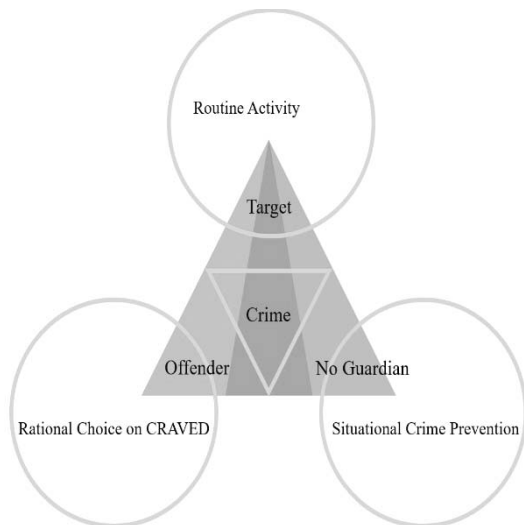 Routine Activity
Target
Crime
Offender
No Guardian
Rational Choice on CRAVED
Situational Crime Prevention